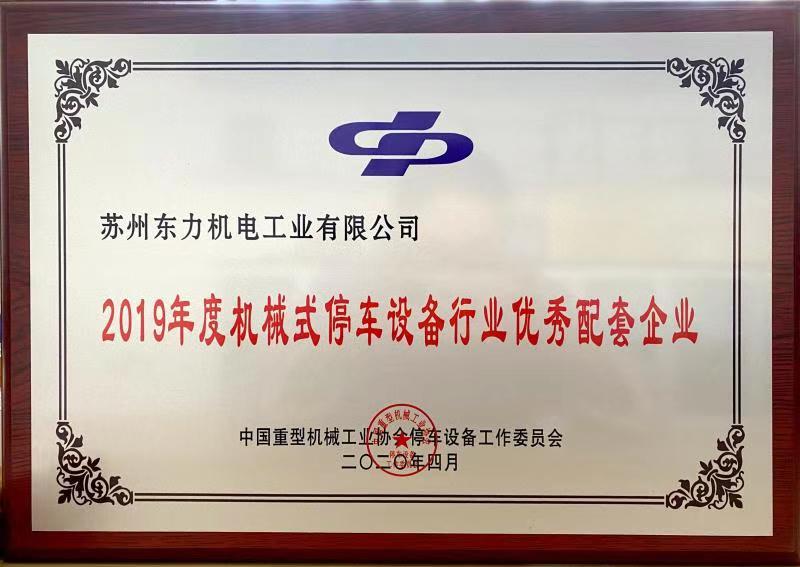 苏州东力机电工业有限公司
2019年度机械式停车设备行业优秀配套企业
中国重型机械工业协会停车设备工作委员会
二〇二〇年四月